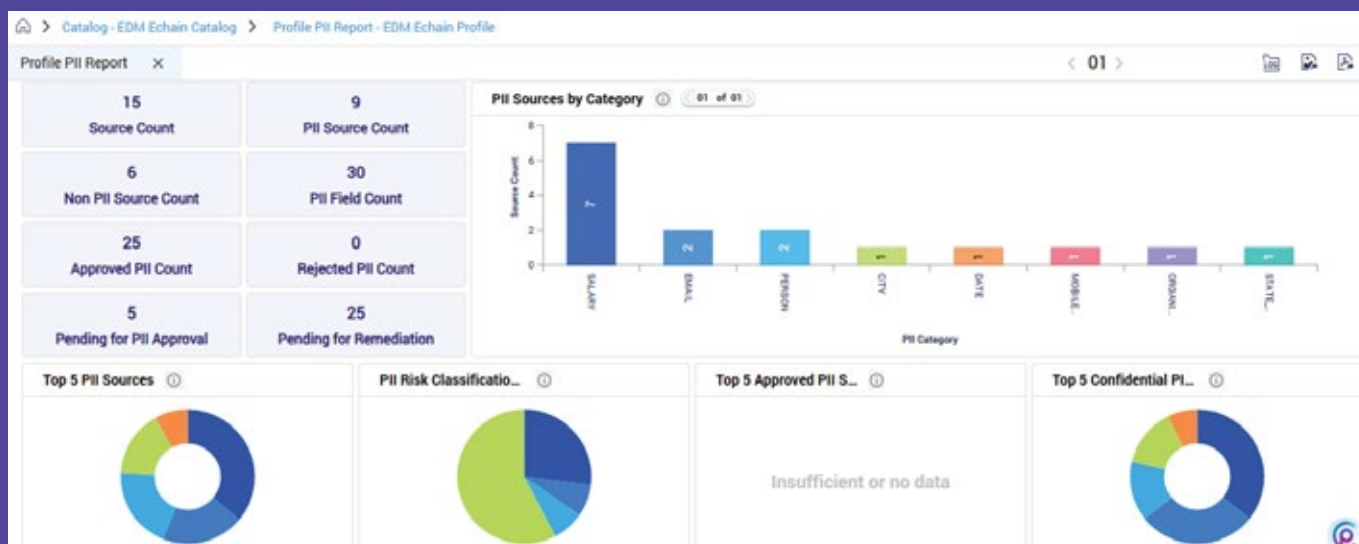 Catalog - EDM Echain Catalog > Profile PII Report - EDM Echain Profile
Profile PII Report ×
< 01 >
LOG
15
Source Count
9
PII Source Count
6
Non PII Source Count
30
PII Field Count
25
Approved PII Count
0
Rejected PII Count
5
Pending for PII Approval
25
Pending for Remediation
PII Sources by Category
01 of 01
Source Count
8
6
4
2
0
7
2
2
1
1
1
1
1
SALARY
EMAIL
PERSON
CITY
DATE
MOBILE..
ORGANI..
STATE_
PII Category
Top 5 PII Sources
PII Risk Classificatio...
Top 5 Approved PII S...
Insufficient or no data
Top 5 Confidential PI...